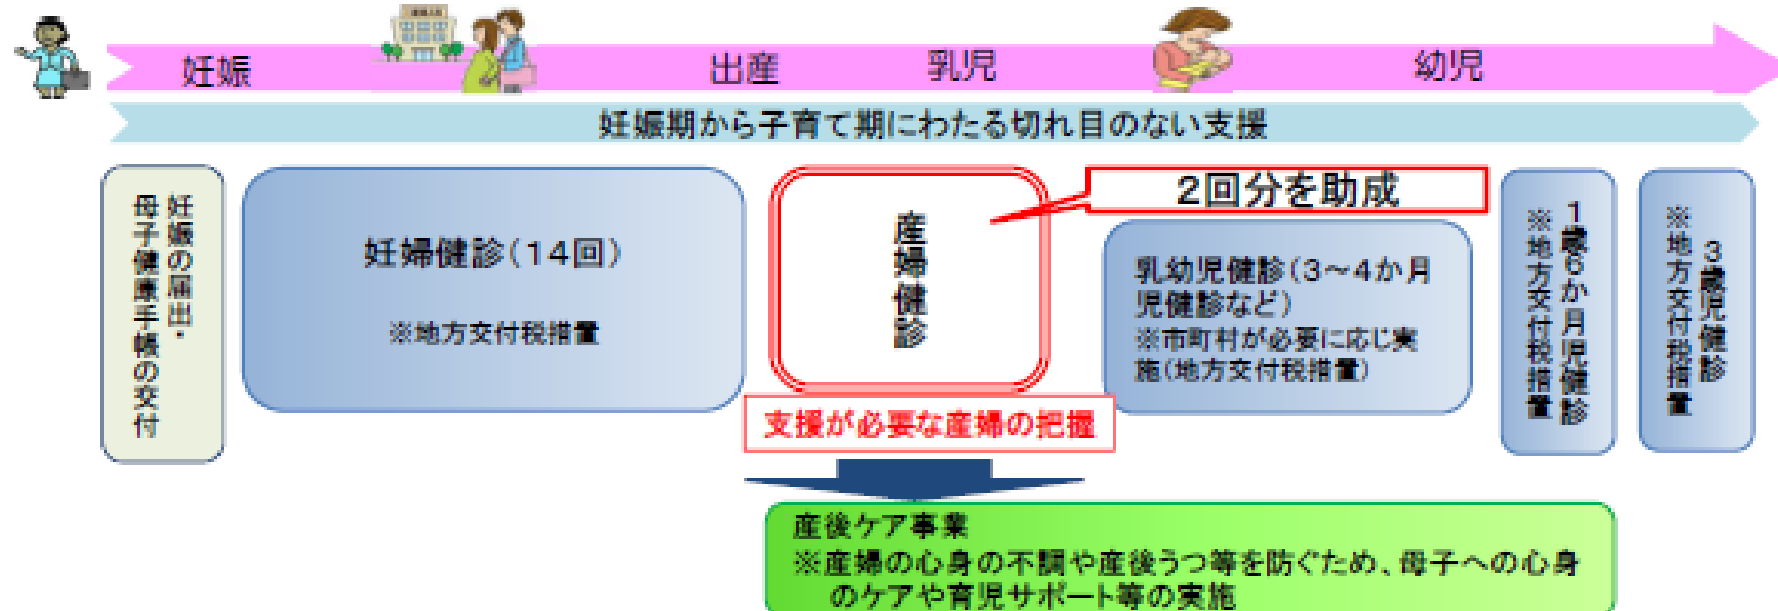 妊娠
出産
乳児
幼児
妊娠期から子育て期にわたる切れ目のない支援
妊娠の届出・
母子健康手帳の交付
妊婦健診(14回)
※地方交付税措置
産婦健診
2回分を助成
乳幼児健診(3～4か月
児健診など)
※市町村が必要に応じ実
施(地方交付税措置)
1歳6か月児健診
※地方交付税措置
3歳児健診
※地方交付税措置
支援が必要な産婦の把握
産後ケア事業
※産婦の心身の不調や産後うつ等を防ぐため、母子への心身
のケアや育児サポート等の実施